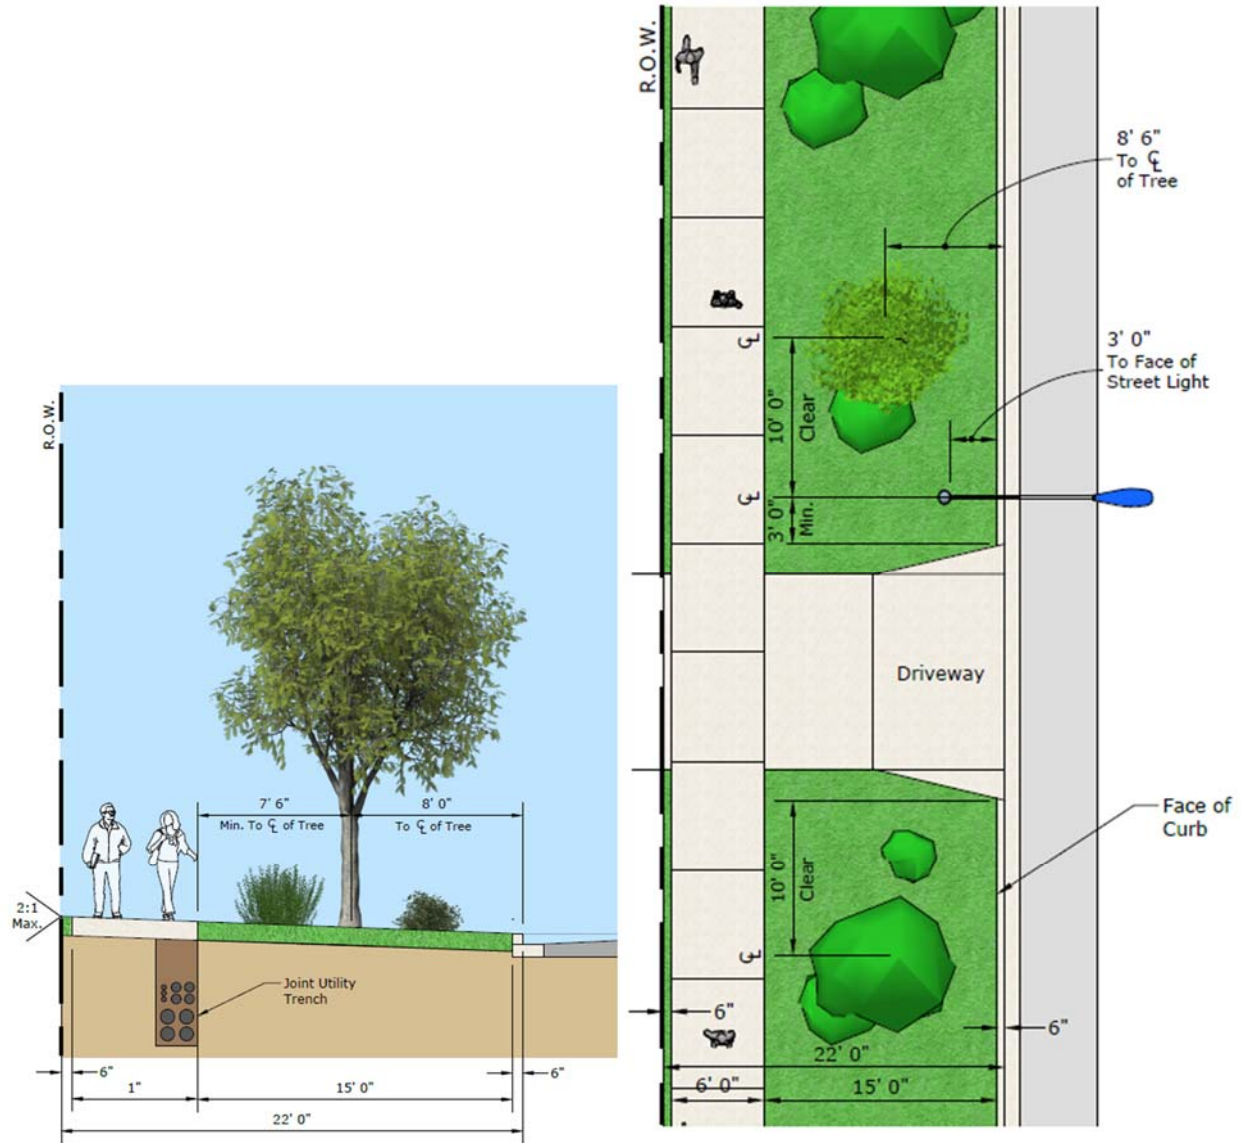 R.O.W.
7' 6"
Min. To ℄ of Tree
8' 0"
To ℄ of Tree
2:1
Max.
Joint Utility
Trench
6"
1"
15' 0"
6"
22' 0"
R.O.W.
8' 6"
To ℄
of Tree
3' 0"
To Face of
Street Light
℄
10' 0"
Clear
℄
3' 0"
Min.
Driveway
Face of
Curb
10' 0"
Clear
℄
6"
6"
22' 0"
6' 0"
15' 0"